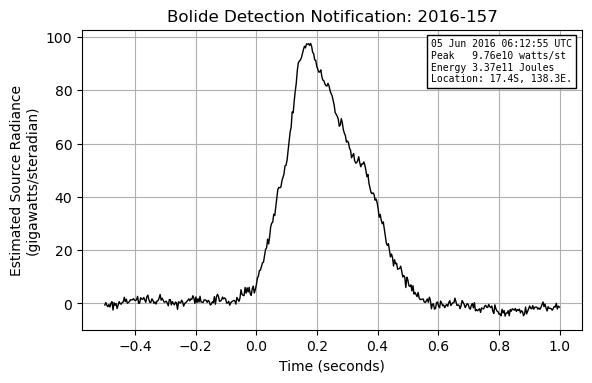 Bolide Detection Notification: 2016-157
05 Jun 2016 06:12:55 UTC
Peak   9.76e10 watts/st
Energy 3.37e11 Joules
Location: 17.4S, 138.3E.
Estimated Source Radiance
(gigawatts/steradian)
100
80
60
40
20
0
−0.4 −0.2 0.0 0.2 0.4 0.6 0.8 1.0
Time (seconds)